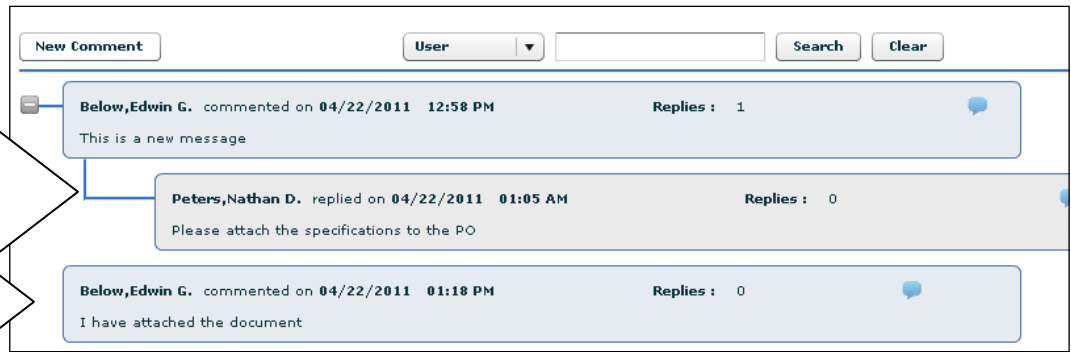 New Comment User Search Clear
Below,Edwin G. commented on 04/22/2011 12:58 PM Replies : 1
This is a new message
Peters,Nathan D. replied on 04/22/2011 01:05 AM Replies : 0
Please attach the specifications to the PO
Below,Edwin G. commented on 04/22/2011 01:18 PM Replies : 0
I have attached the document